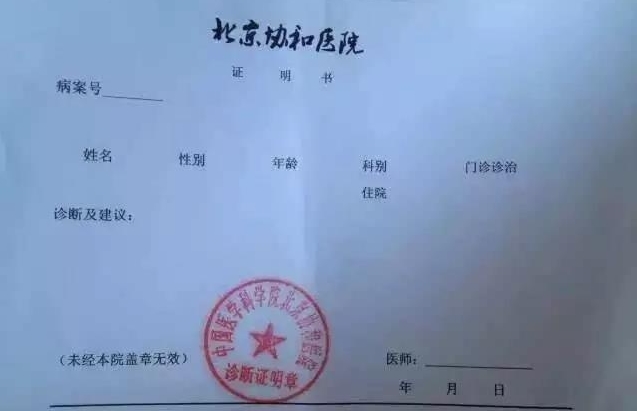 北京协和医院
证 明 书
病案号______
姓名 性别 年龄 科别 门诊诊治
住院
诊断及建议：
中国医学科学院北京协和医院
诊断证明章
（未经本院盖章无效） 医师：__________
年 月 日